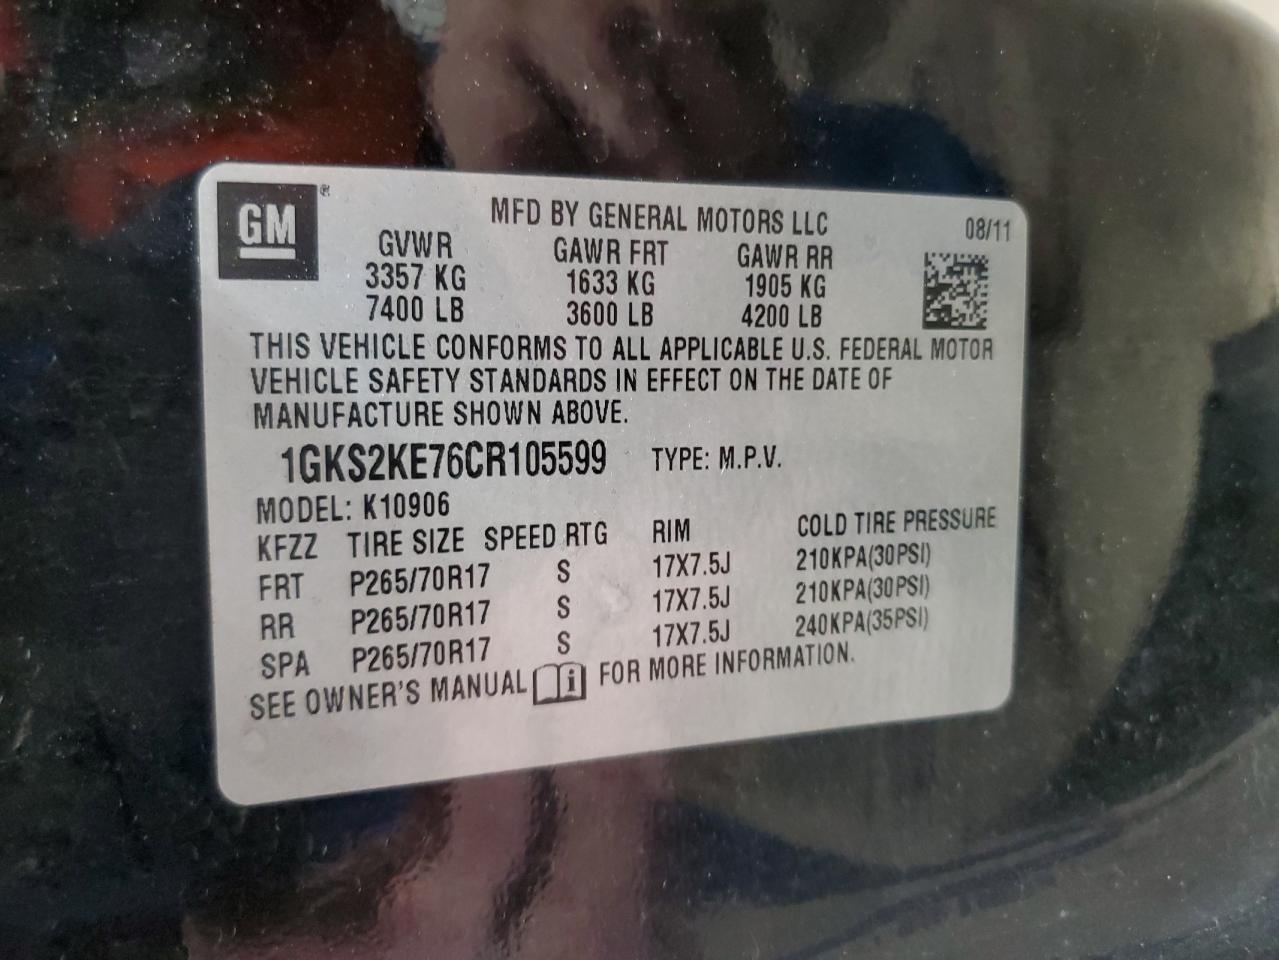 GM ®
MFD BY GENERAL MOTORS LLC 08/11
GVWR GAWR FRT GAWR RR
3357 KG 1633 KG 1905 KG
7400 LB 3600 LB 4200 LB
THIS VEHICLE CONFORMS TO ALL APPLICABLE U.S. FEDERAL MOTOR
VEHICLE SAFETY STANDARDS IN EFFECT ON THE DATE OF
MANUFACTURE SHOWN ABOVE.
1GKS2KE76CR105599 TYPE: M.P.V.
MODEL: K10906
KFZZ TIRE SIZE SPEED RTG RIM COLD TIRE PRESSURE
FRT P265/70R17 S 17X7.5J 210KPA(30PSI)
RR P265/70R17 S 17X7.5J 210KPA(30PSI)
SPA P265/70R17 S 17X7.5J 240KPA(35PSI)
SEE OWNER'S MANUAL i FOR MORE INFORMATION.